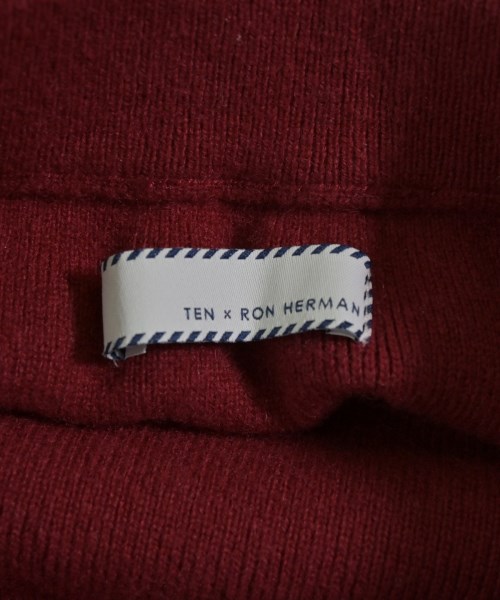 TEN × RON HERMAN